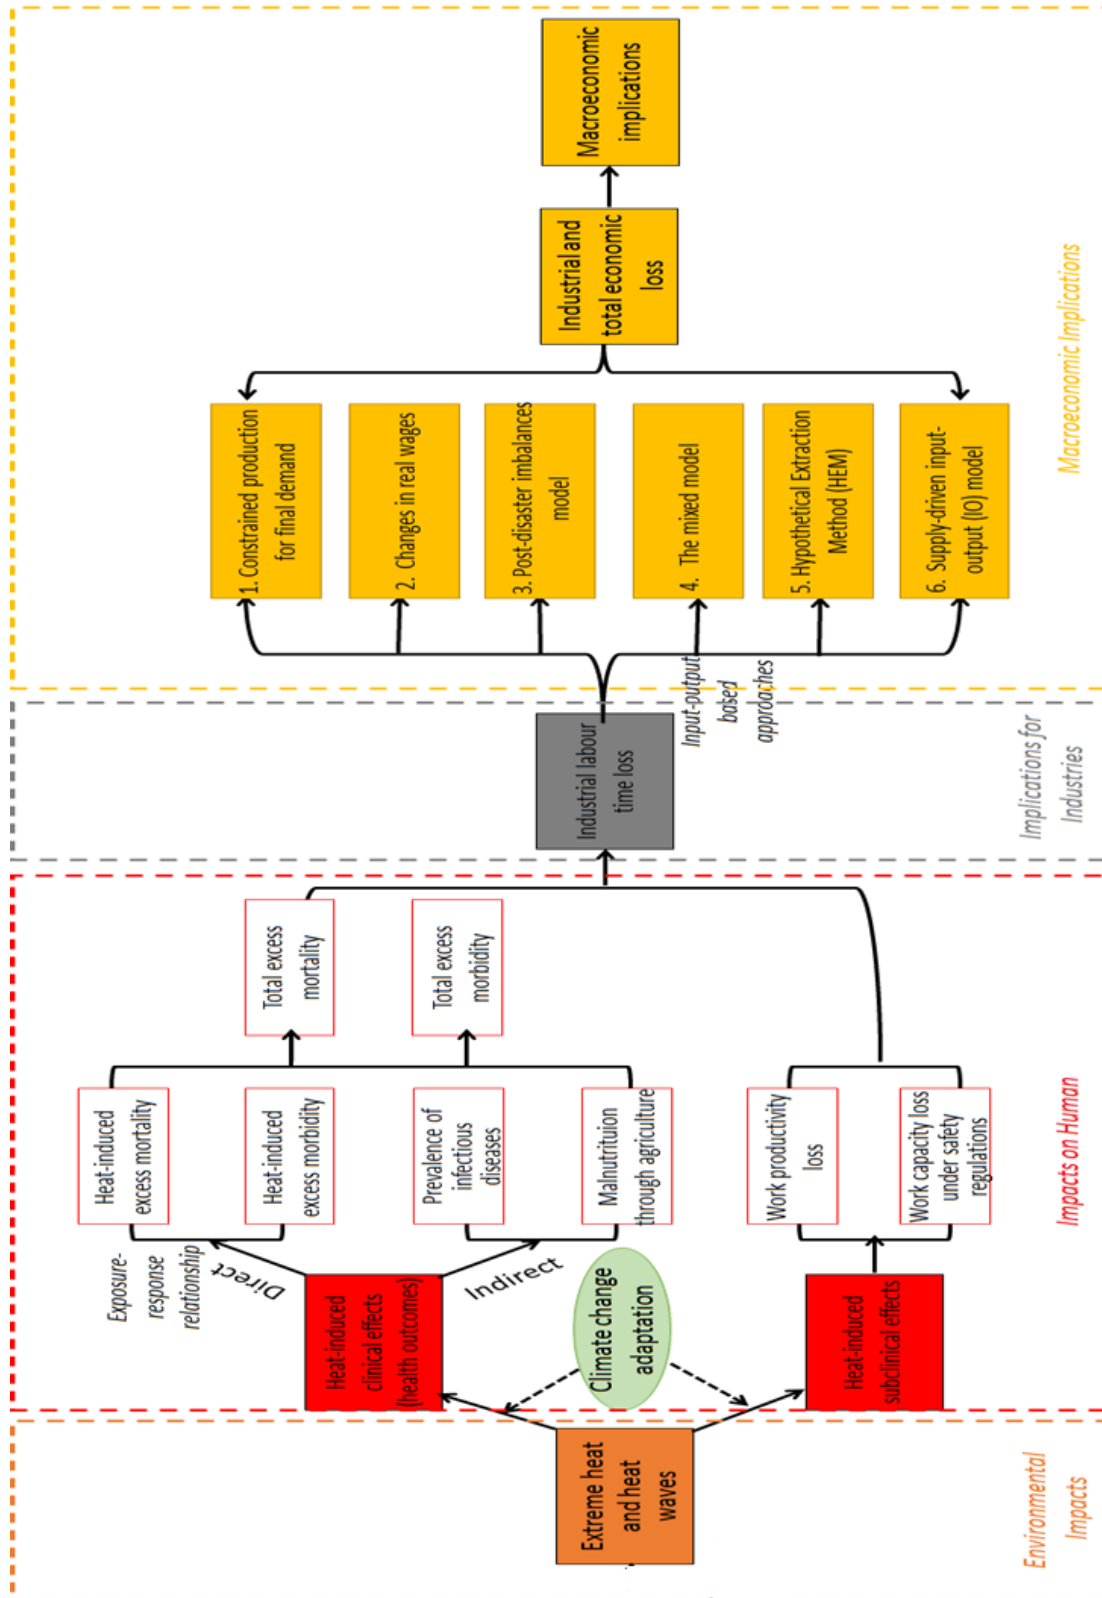 Extreme heat
and heat
waves
Environmental
Impacts
Heat-induced
clinical effects
(health outcomes)
Climate change
adaptation
Heat-induced
subclinical effects
Exposure-
response
relationship
Direct
Indirect
Heat-induced
excess mortality
Heat-induced
excess morbidity
Prevalence of
infectious
diseases
Malnutrituion
through agriculture
Work productivity
loss
Work capacity loss
under safety
regulations
Total excess
mortality
Total excess
morbidity
Impacts on Human
Industrial labour
time loss
Implications for
Industries
Input-output
based
approaches
1. Constrained production
for final demand
2. Changes in real wages
3. Post-disaster imbalances
model
4. The mixed model
5. Hypothetical Extraction
Method (HEM)
6. Supply-driven input-
output (IO) model
Industrial and
total economic
loss
Macroeconomic
implications
Macroeconomic Implications